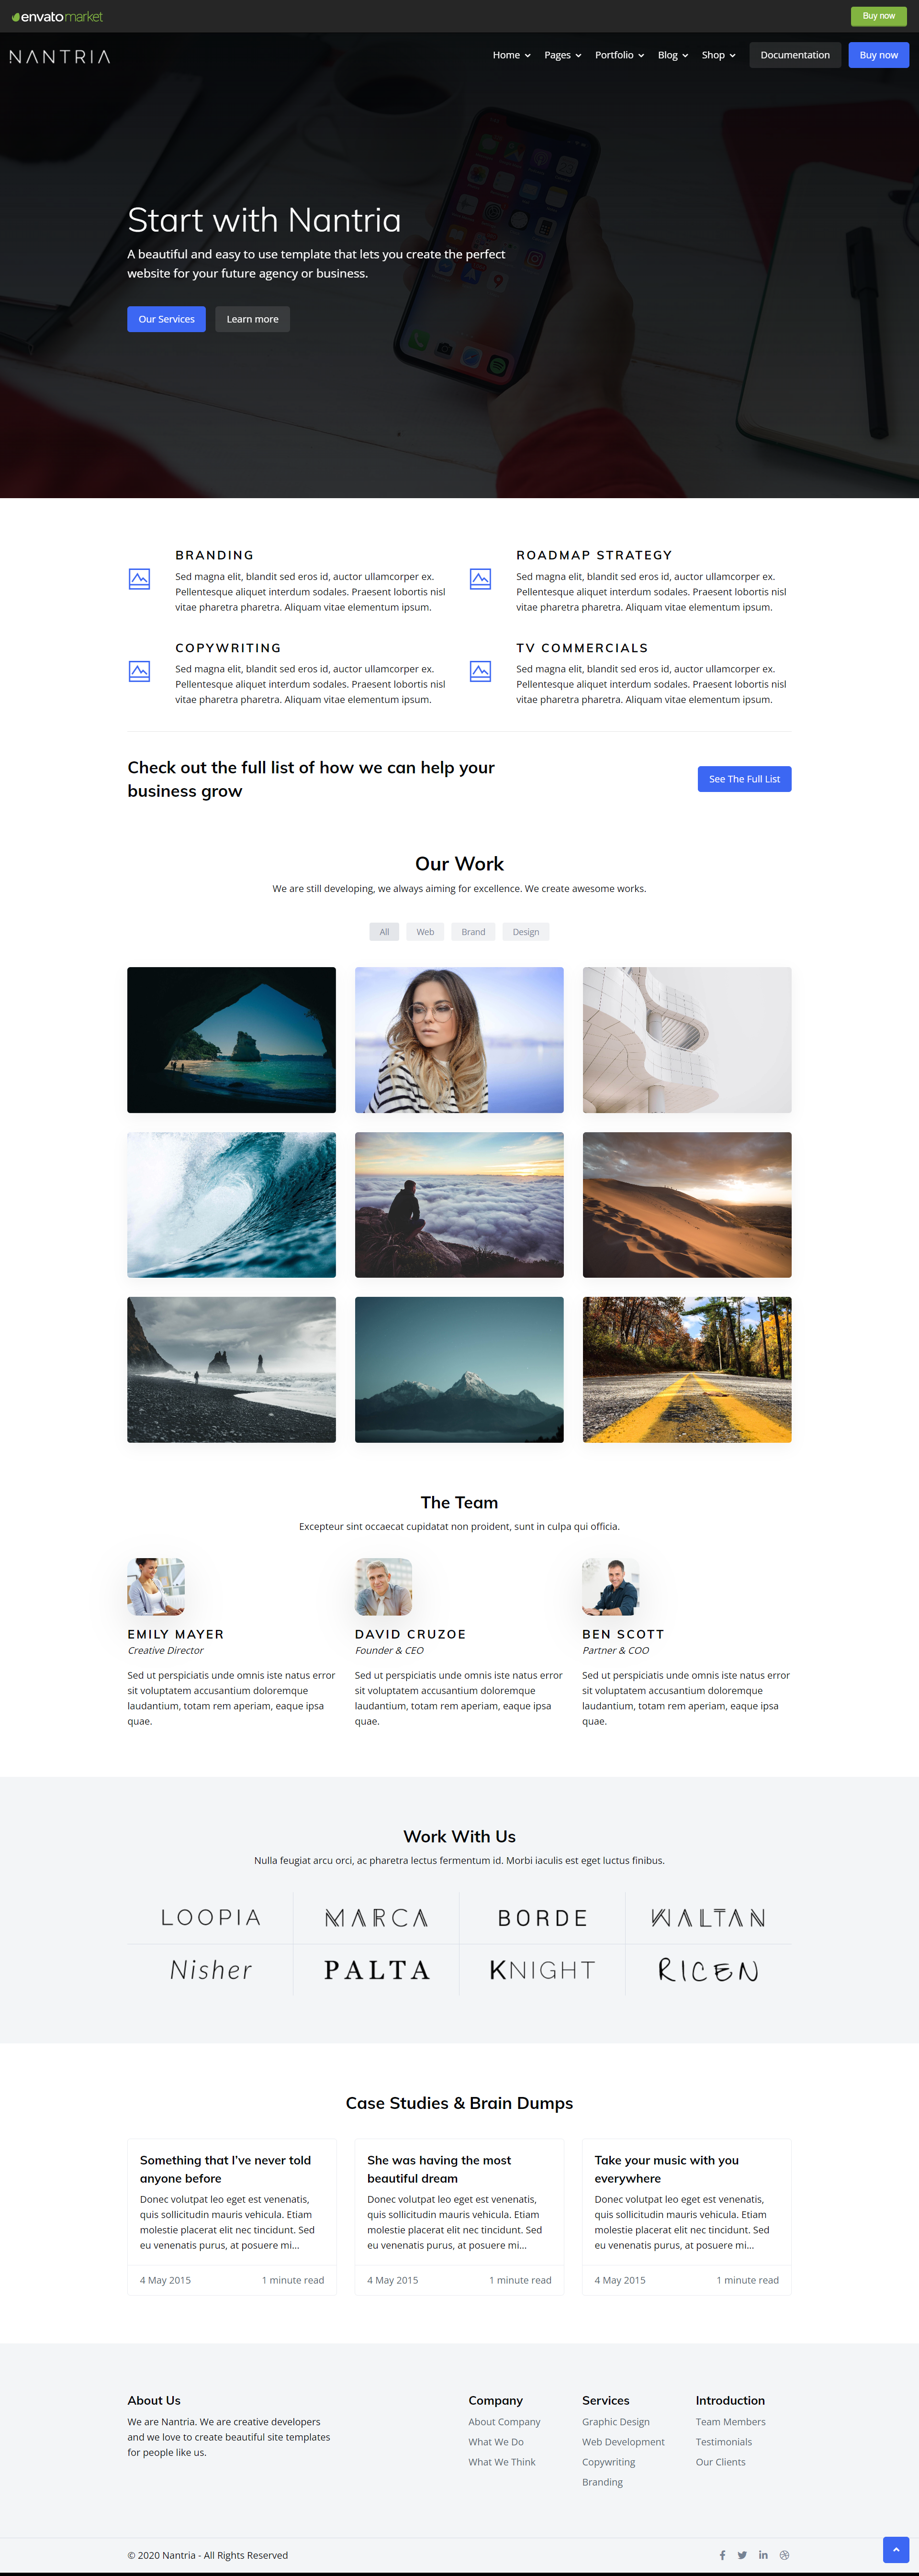 envato market
Buy now
NANTRIA
Home
Pages
Portfolio
Blog
Shop
Documentation
Buy now
Start with Nantria
A beautiful and easy to use template that lets you create the perfect
website for your future agency or business.
Our Services
Learn more
BRANDING
Sed magna elit, blandit sed eros id, auctor ullamcorper ex.
Pellentesque aliquet interdum sodales. Praesent lobortis nisl
vitae pharetra pharetra. Aliquam vitae elementum ipsum.
ROADMAP STRATEGY
Sed magna elit, blandit sed eros id, auctor ullamcorper ex.
Pellentesque aliquet interdum sodales. Praesent lobortis nisl
vitae pharetra pharetra. Aliquam vitae elementum ipsum.
COPYWRITING
Sed magna elit, blandit sed eros id, auctor ullamcorper ex.
Pellentesque aliquet interdum sodales. Praesent lobortis nisl
vitae pharetra pharetra. Aliquam vitae elementum ipsum.
TV COMMERCIALS
Sed magna elit, blandit sed eros id, auctor ullamcorper ex.
Pellentesque aliquet interdum sodales. Praesent lobortis nisl
vitae pharetra pharetra. Aliquam vitae elementum ipsum.
Check out the full list of how we can help your
business grow
See The Full List
Our Work
We are still developing, we always aiming for excellence. We create awesome works.
All
Web
Brand
Design
The Team
Excepteur sint occaecat cupidatat non proident, sunt in culpa qui officia.
EMILY MAYER
Creative Director
Sed ut perspiciatis unde omnis iste natus error
sit voluptatem accusantium doloremque
laudantium, totam rem aperiam, eaque ipsa
quae.
DAVID CRUZOE
Founder & CEO
Sed ut perspiciatis unde omnis iste natus error
sit voluptatem accusantium doloremque
laudantium, totam rem aperiam, eaque ipsa
quae.
BEN SCOTT
Partner & COO
Sed ut perspiciatis unde omnis iste natus error
sit voluptatem accusantium doloremque
laudantium, totam rem aperiam, eaque ipsa
quae.
Work With Us
Nulla feugiat arcu orci, ac pharetra lectus fermentum id. Morbi iaculis est eget luctus finibus.
LOOPIA
MARCA
BORDE
WALTAN
Nisher
PALTA
KNIGHT
RICEN
Case Studies & Brain Dumps
Something that I've never told
anyone before
Donec volutpat leo eget est venenatis,
quis sollicitudin mauris vehicula. Etiam
molestie placerat elit nec tincidunt. Sed
eu venenatis purus, at posuere mi...
4 May 2015
1 minute read
She was having the most
beautiful dream
Donec volutpat leo eget est venenatis,
quis sollicitudin mauris vehicula. Etiam
molestie placerat elit nec tincidunt. Sed
eu venenatis purus, at posuere mi...
4 May 2015
1 minute read
Take your music with you
everywhere
Donec volutpat leo eget est venenatis,
quis sollicitudin mauris vehicula. Etiam
molestie placerat elit nec tincidunt. Sed
eu venenatis purus, at posuere mi...
4 May 2015
1 minute read
About Us
We are Nantria. We are creative developers
and we love to create beautiful site templates
for people like us.
Company
About Company
What We Do
What We Think
Services
Graphic Design
Web Development
Copywriting
Branding
Introduction
Team Members
Testimonials
Our Clients
© 2020 Nantria - All Rights Reserved